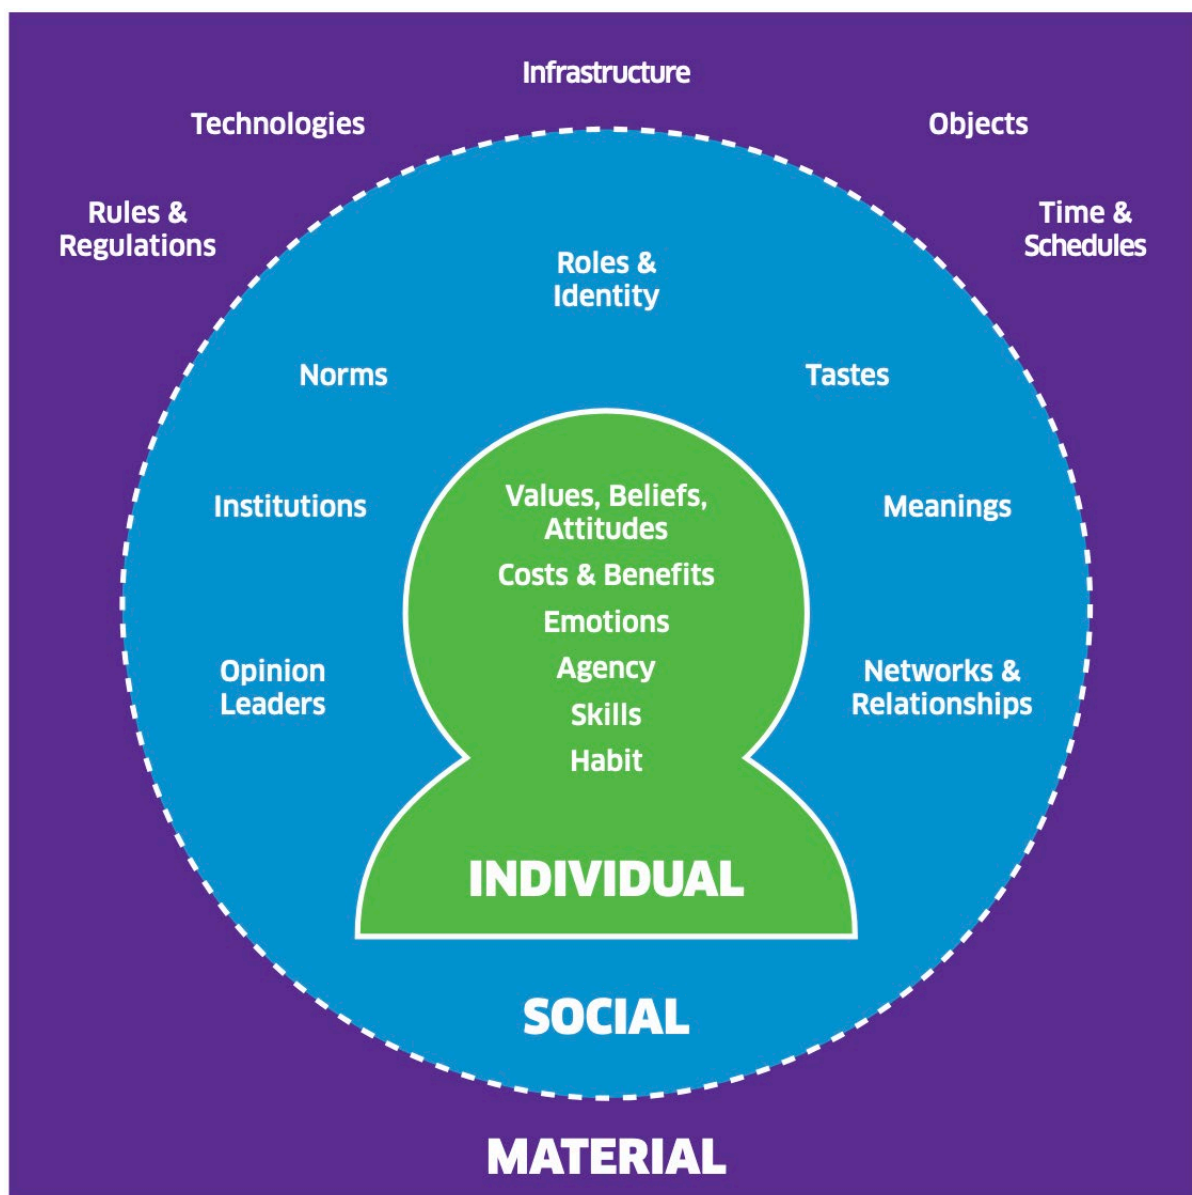 Infrastructure
Technologies
Objects
Rules &
Regulations
Time &
Schedules
Roles &
Identity
Norms
Tastes
Institutions
Meanings
Values, Beliefs,
Attitudes
Costs & Benefits
Emotions
Agency
Skills
Habit
Opinion
Leaders
Networks &
Relationships
INDIVIDUAL
SOCIAL
MATERIAL